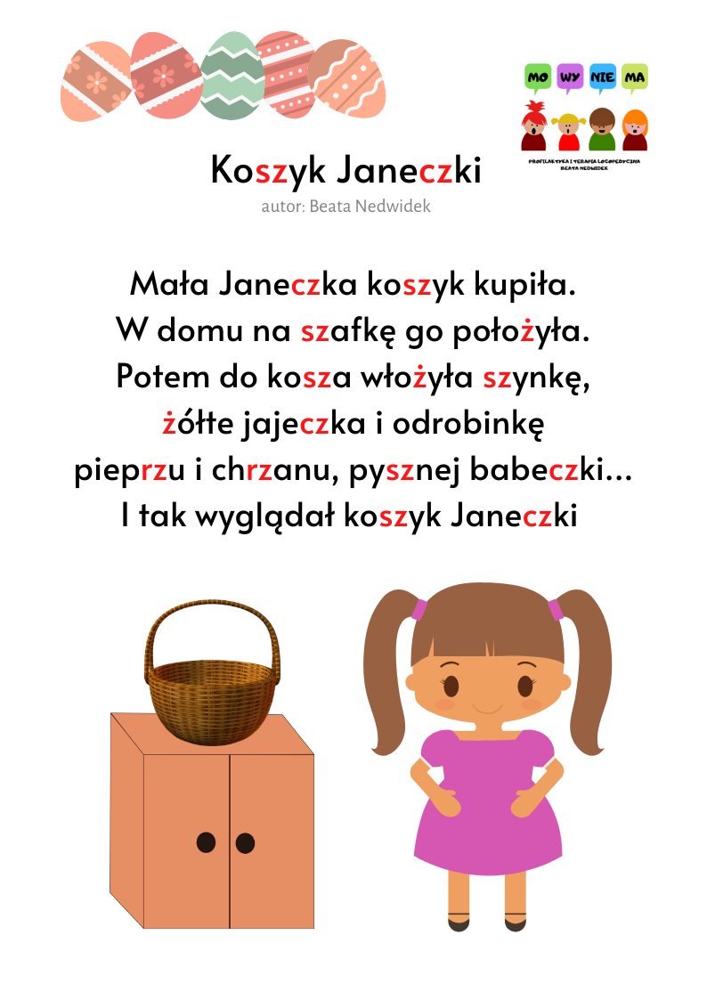 MO WY NIE MA
PROFILAKTYKA I TERAPIA LOGOPEDYCZNA
BEATA NEDWIDEK
Koszyk Janeczki
autor: Beata Nedwidek
Mała Janeczka koszyk kupiła.
W domu na szafkę go położyła.
Potem do kosza włożyła szynkę,
żółte jajeczka i odrobinkę
pieprzu i chrzanu, pysznej babeczki...
I tak wyglądał koszyk Janeczki